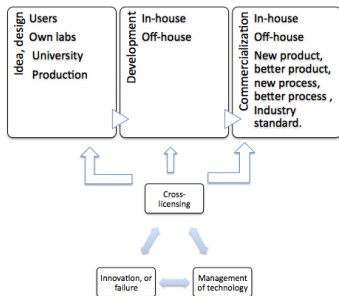 Idea, design
Users
Own labs
University
Production
Development
In-house
Off-house
Commercialization
In-house
Off-house
New product,
better product,
new process,
better process ,
Industry
standard.
Cross-
licensing
Innovation, or
failure
Management
of technology